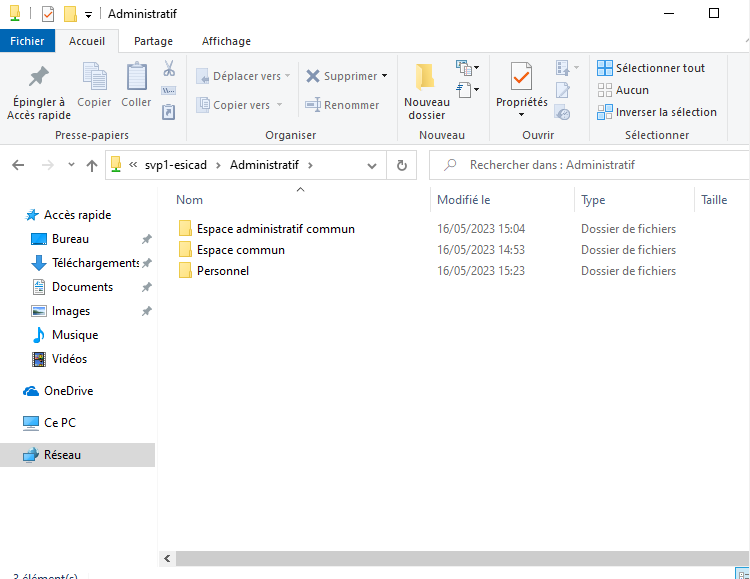 Administratif
Fichier Accueil Partage Affichage
Épingler à Accès rapide
Copier
Coller
Presse-papiers
Déplacer vers
Copier vers
Supprimer
Renommer
Organiser
Nouveau dossier
Nouveau
Propriétés
Ouvrir
Sélectionner tout
Aucun
Inverser la sélection
Sélectionner
« svp1-esicad > Administratif >
Rechercher dans : Administratif
Nom Modifié le Type Taille
Espace administratif commun 16/05/2023 15:04 Dossier de fichiers
Espace commun 16/05/2023 14:53 Dossier de fichiers
Personnel 16/05/2023 15:23 Dossier de fichiers
Accès rapide
Bureau
Téléchargements
Documents
Images
Musique
Vidéos
OneDrive
Ce PC
Réseau
3 élément(s)